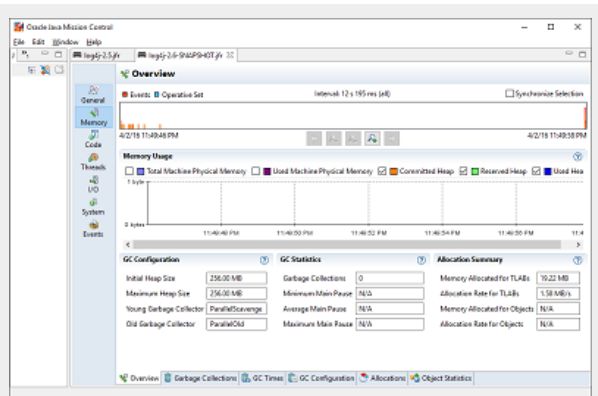 Oracle Java Mission Control
File Edit Window Help
log4j-2.5.jfr
log4j-2.6-SNAPSHOT.jfr
Overview
Events Operative Set
Interval: 12 s 195 ms (all)
Synchronize Selection
4/2/16 11:49:46 PM
4/2/16 11:49:58 PM
General
Memory
Code
Threads
I/O
System
Events
Memory Usage
Total Machine Physical Memory Used Machine Physical Memory Committed Heap Reserved Heap Used Hea
1 byte
0 bytes
11:49:48 PM 11:49:50 PM 11:49:52 PM 11:49:54 PM 11:49:56 PM 11:4
GC Configuration
Initial Heap Size 256.00 MB
Maximum Heap Size 256.00 MB
Young Garbage Collector ParallelScavenge
Old Garbage Collector ParallelOld
GC Statistics
Garbage Collections 0
Minimum Main Pause N/A
Average Main Pause N/A
Maximum Main Pause N/A
Allocation Summary
Memory Allocated for TLABs 19.22 MB
Allocation Rate for TLABs 1.58 MB/s
Memory Allocated for Objects N/A
Allocation Rate for Objects N/A
Overview Garbage Collections GC Times GC Configuration Allocations Object Statistics